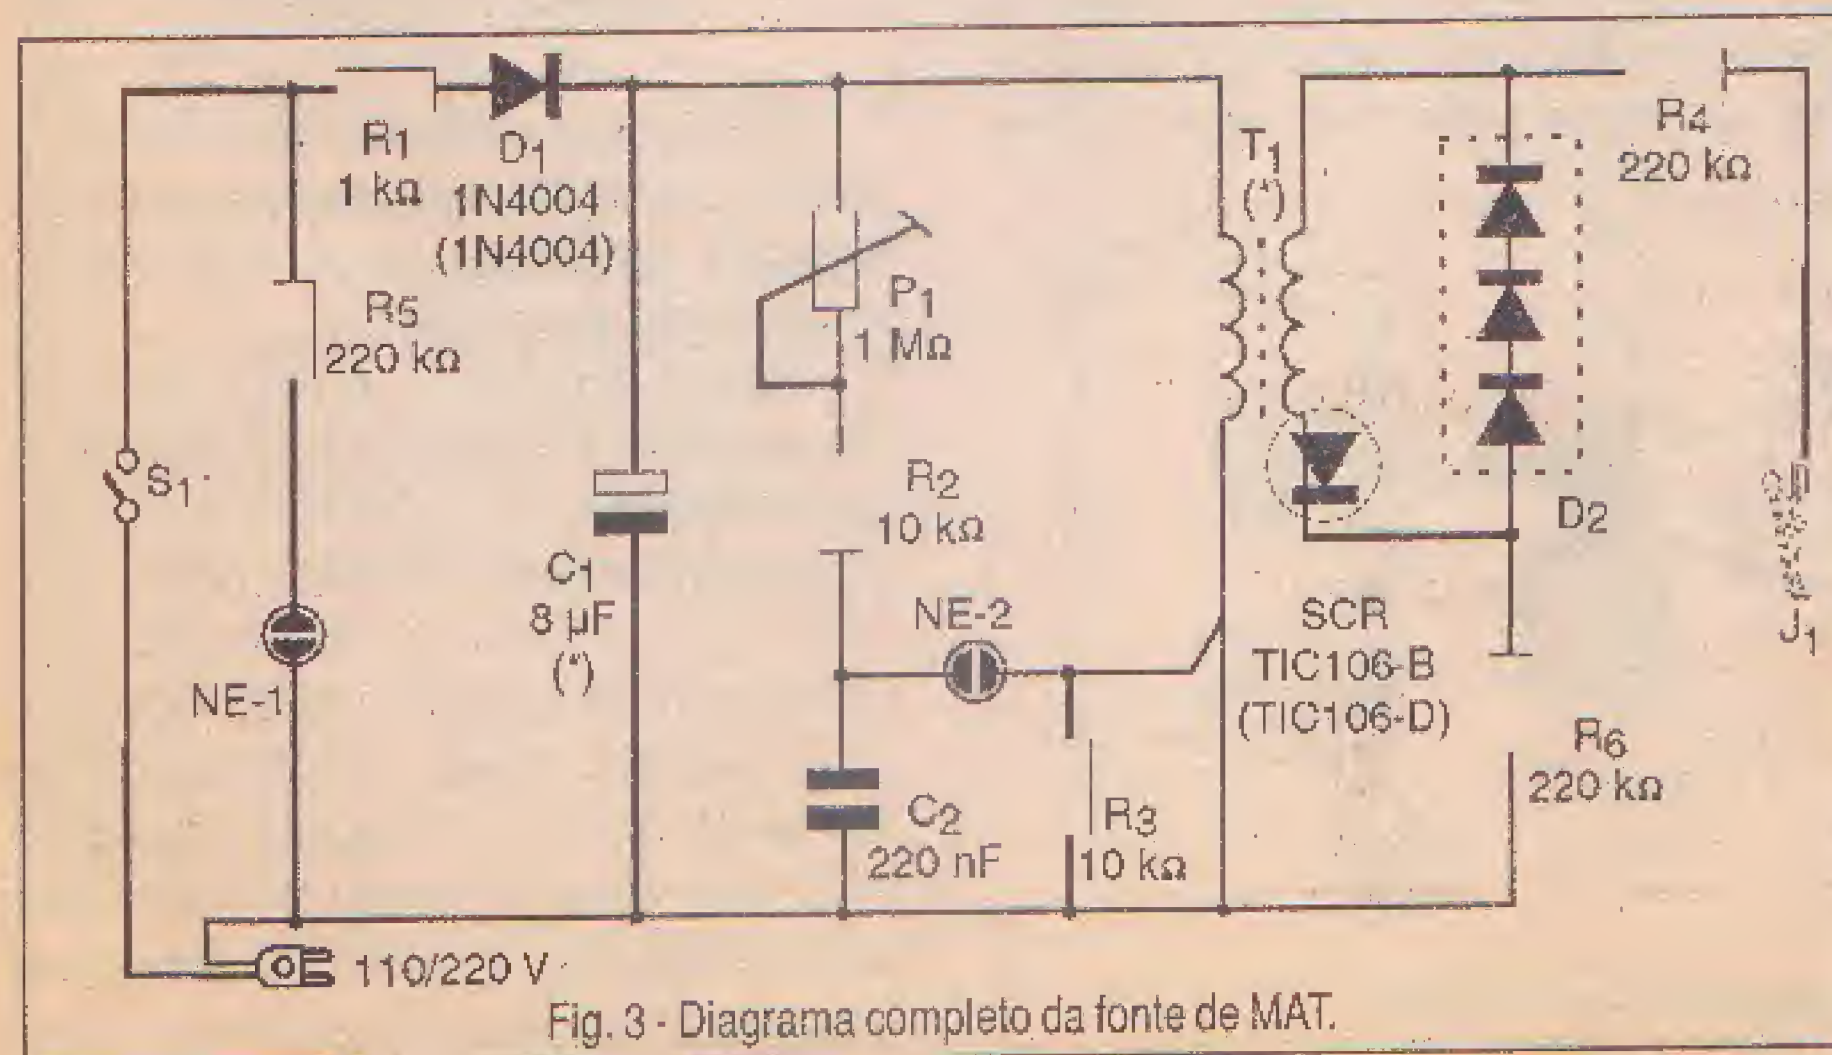 R1
1 kΩ
D1
1N4004
(1N4004)
R5
220 kΩ
S1
NE-1
C1
8 µF
(*)
P1
1 MΩ
R2
10 kΩ
NE-2
C2
220 nF
R3
10 kΩ
T1
(*)
SCR
TIC106-B
(TIC106-D)
D2
R4
220 kΩ
R6
220 kΩ
J1
110/220 V
Fig. 3 - Diagrama completo da fonte de MAT.